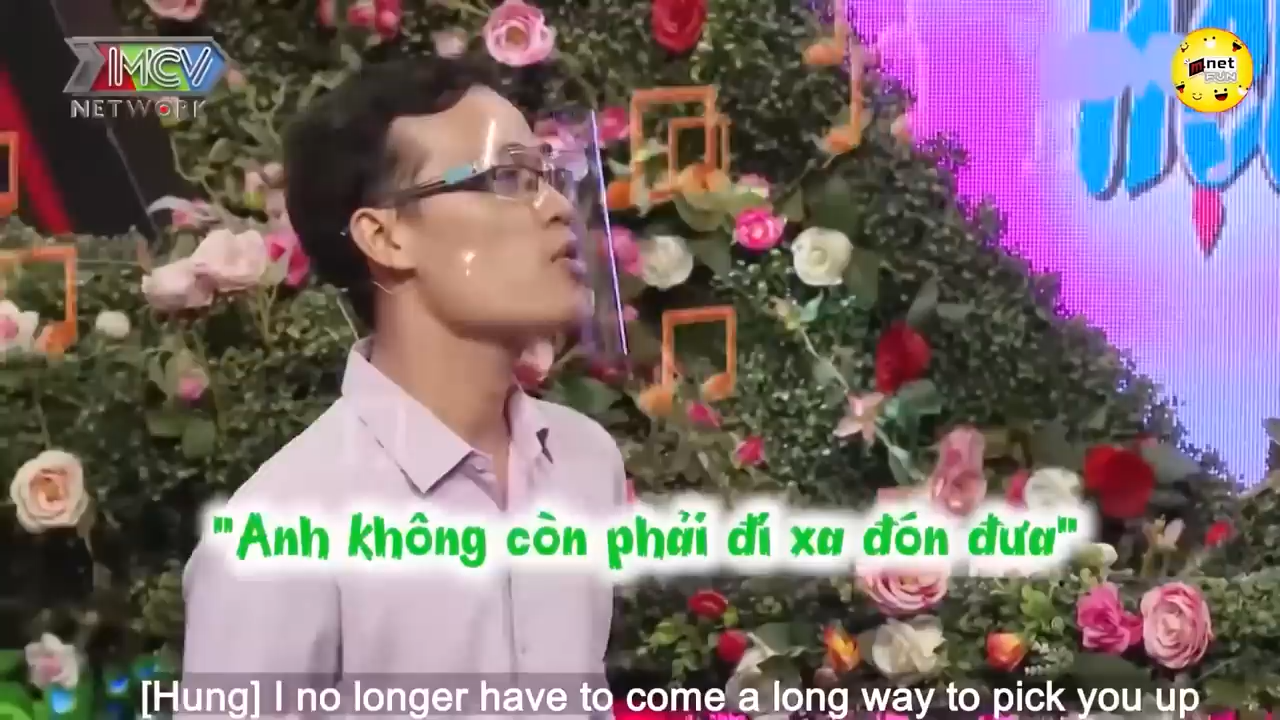 MCV
NETWORK
m.net
FUN
"Anh không còn phải đi xa đón đưa"
[Hung] I no longer have to come a long way to pick you up